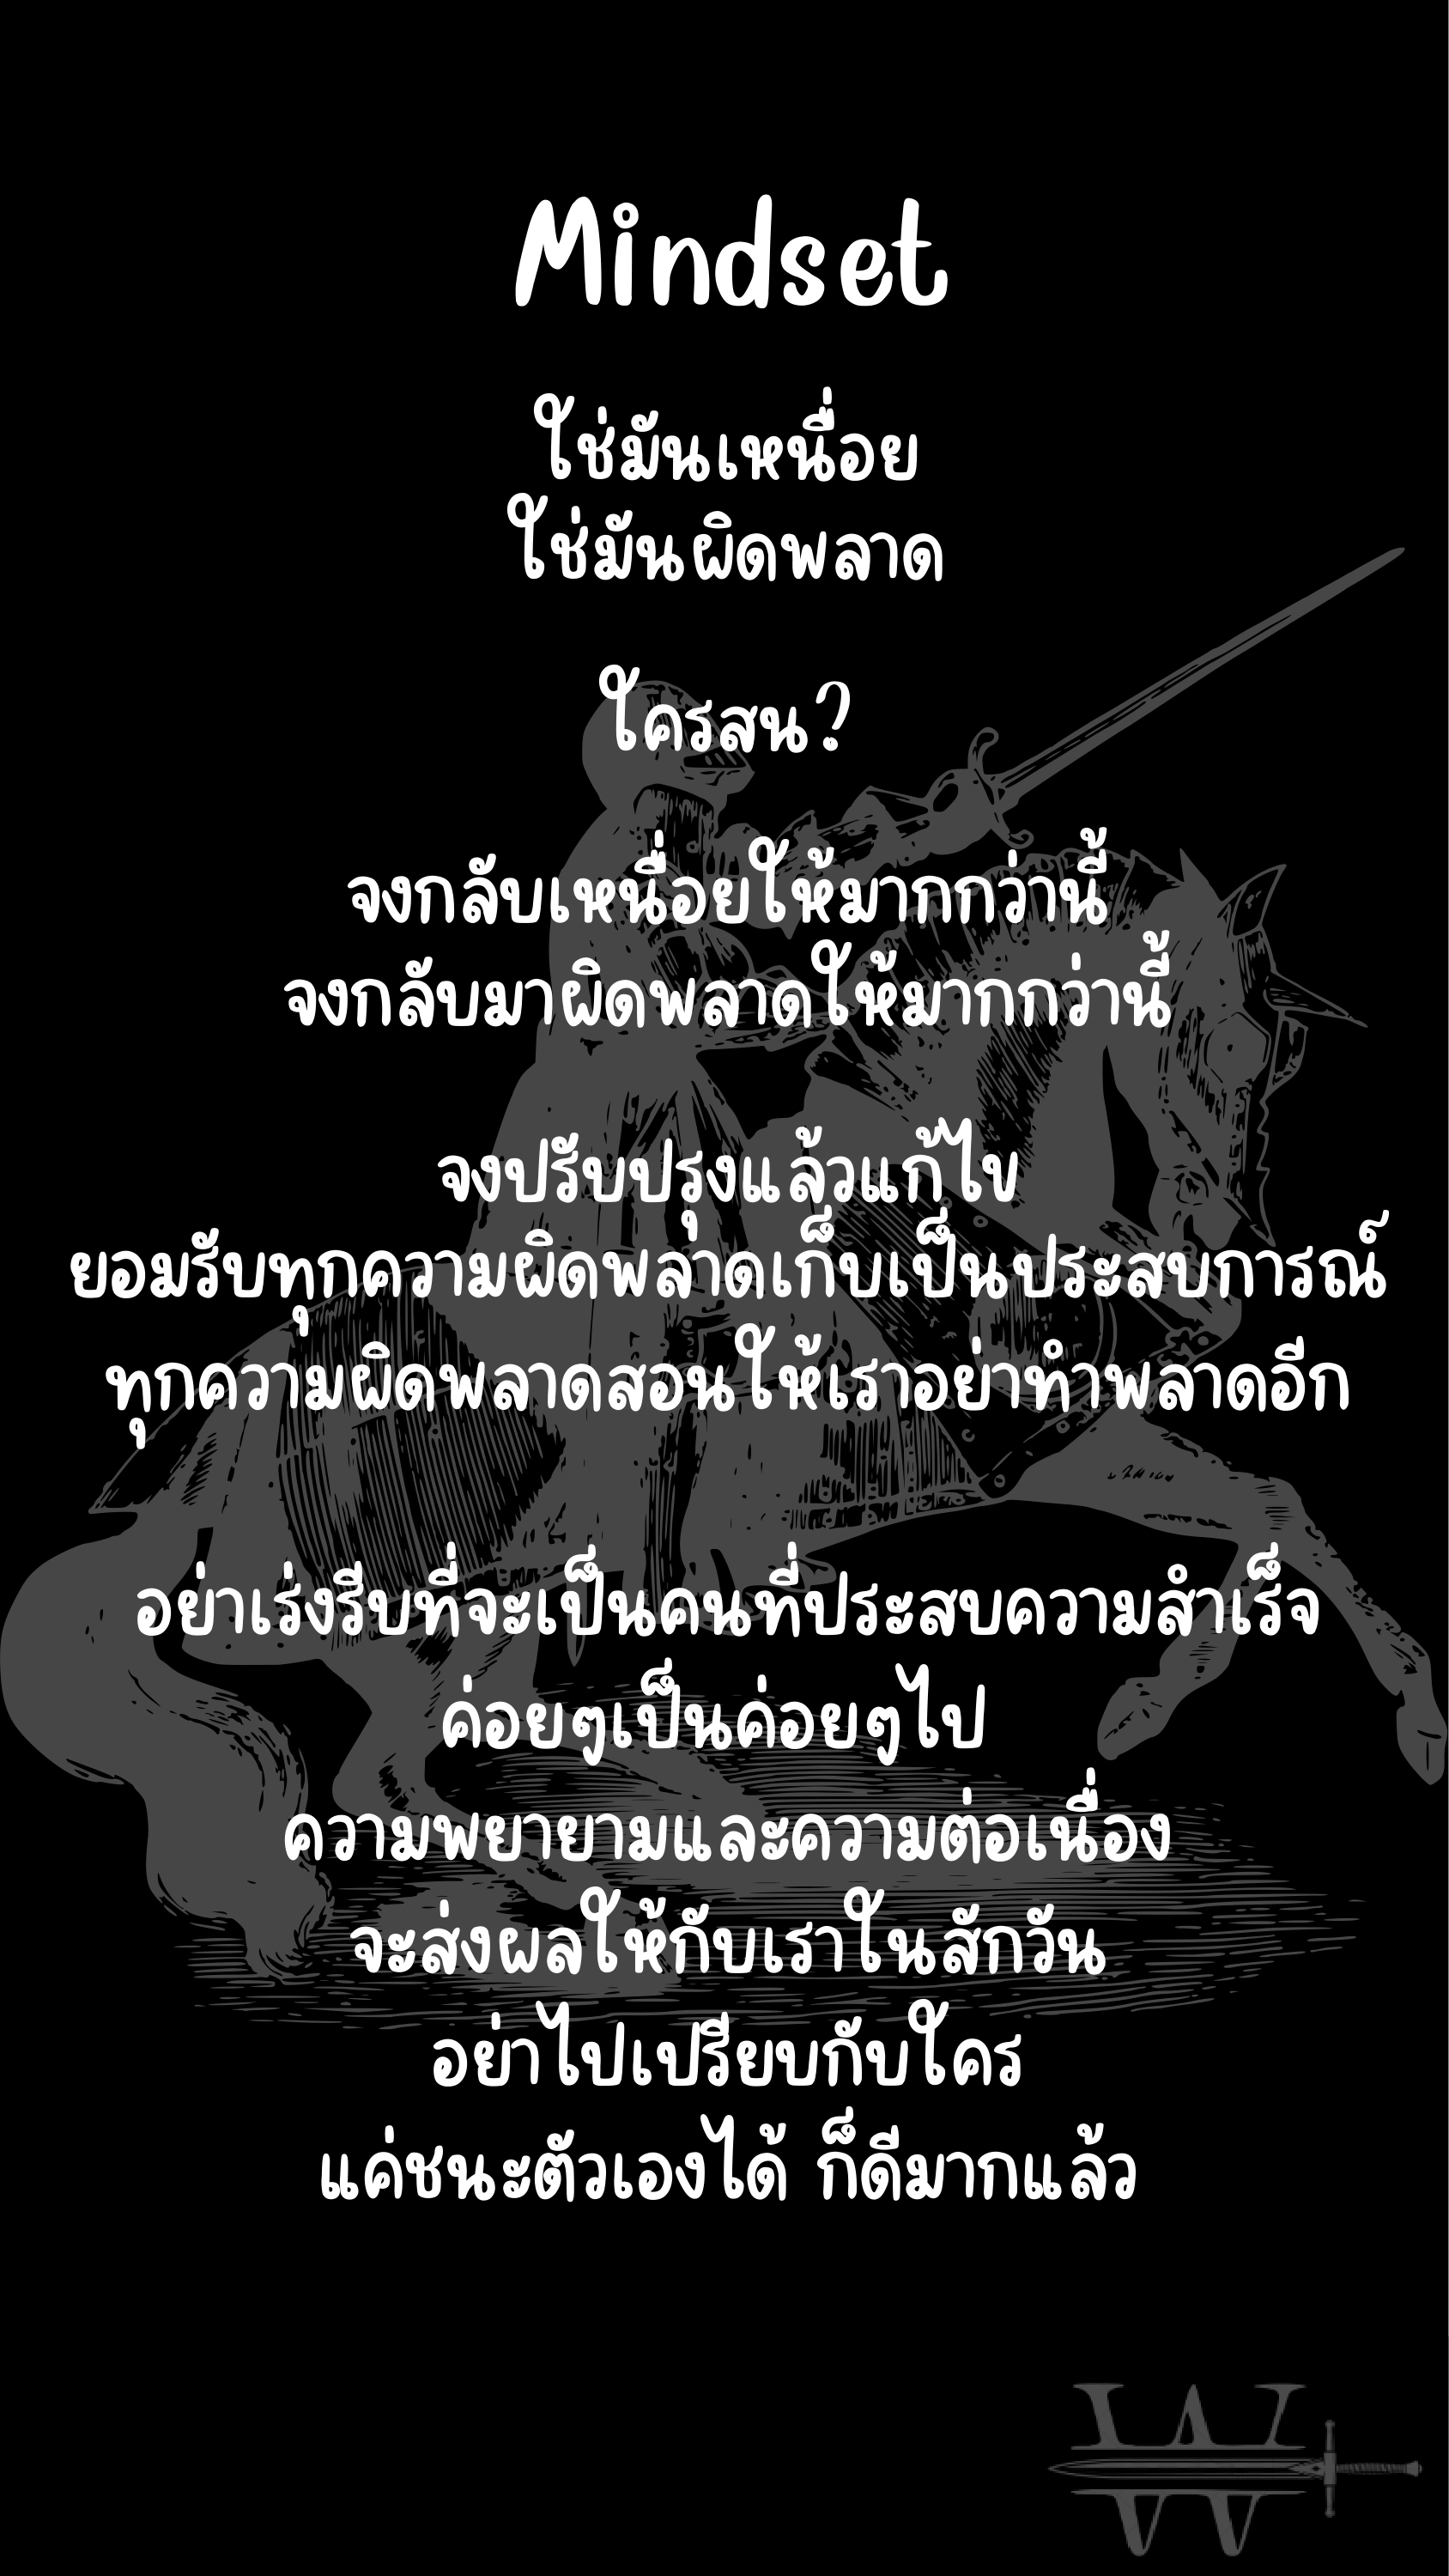 Mindset
ใช่มันเหนื่อย
ใช่มันผิดพลาด
ใครสน?
จงกลับเหนื่อยให้มากกว่านี้
จงกลับมาผิดพลาดให้มากกว่านี้
จงปรับปรุงแล้วแก้ไข
ยอมรับทุกความผิดพลาดเก็บเป็นประสบการณ์
ทุกความผิดพลาดสอนให้เราอย่าทำพลาดอีก
อย่าเร่งรีบที่จะเป็นคนที่ประสบความสำเร็จ
ค่อยๆเป็นค่อยๆไป
ความพยายามและความต่อเนื่อง
จะส่งผลให้กับเราในสักวัน
อย่าไปเปรียบกับใคร
แค่ชนะตัวเองได้ ก็ดีมากแล้ว
W